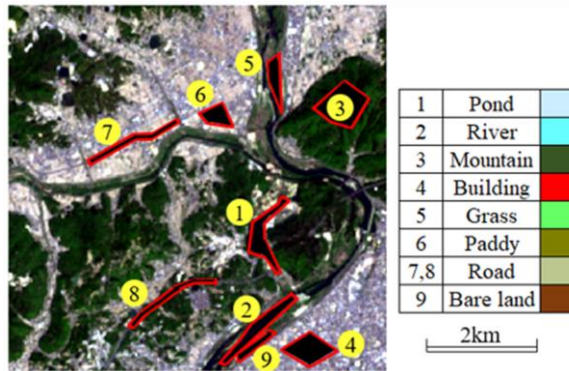 5
6
3
7
1
8
2
9
4
1 Pond
2 River
3 Mountain
4 Building
5 Grass
6 Paddy
7,8 Road
9 Bare land
2km